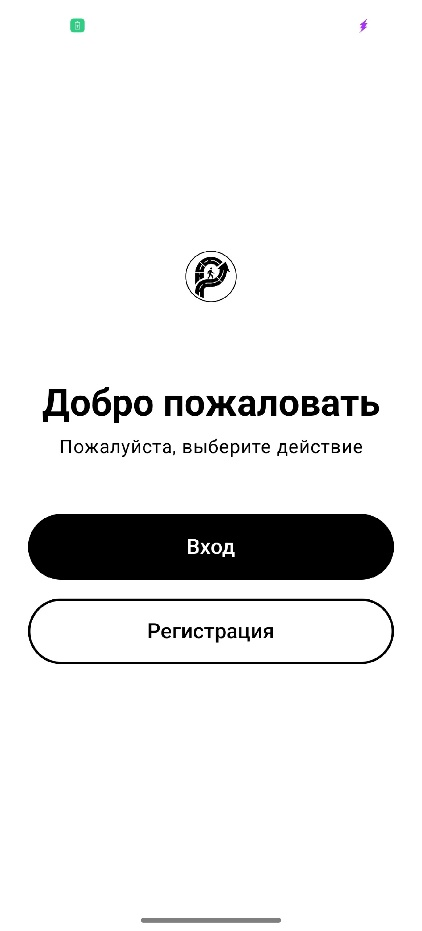 Добро пожаловать
Пожалуйста, выберите действие
Вход
Регистрация